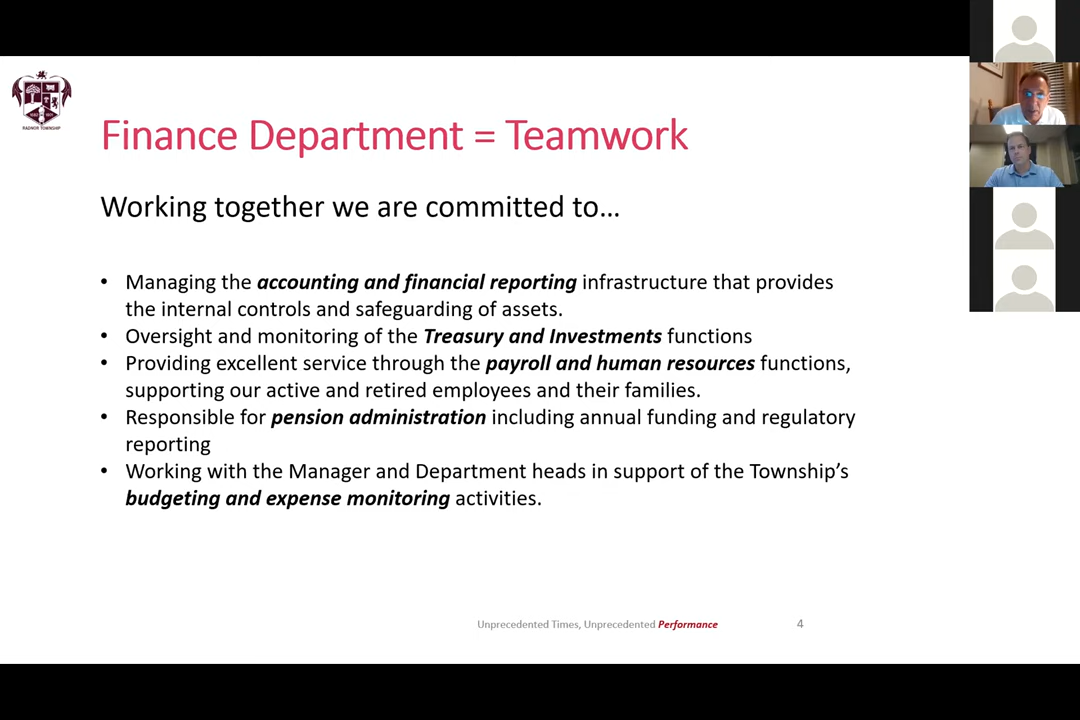 RADNOR TOWNSHIP
Finance Department = Teamwork
Working together we are committed to…
• Managing the accounting and financial reporting infrastructure that provides
the internal controls and safeguarding of assets.
• Oversight and monitoring of the Treasury and Investments functions
• Providing excellent service through the payroll and human resources functions,
supporting our active and retired employees and their families.
• Responsible for pension administration including annual funding and regulatory
reporting
• Working with the Manager and Department heads in support of the Township’s
budgeting and expense monitoring activities.
Unprecedented Times, Unprecedented Performance
4